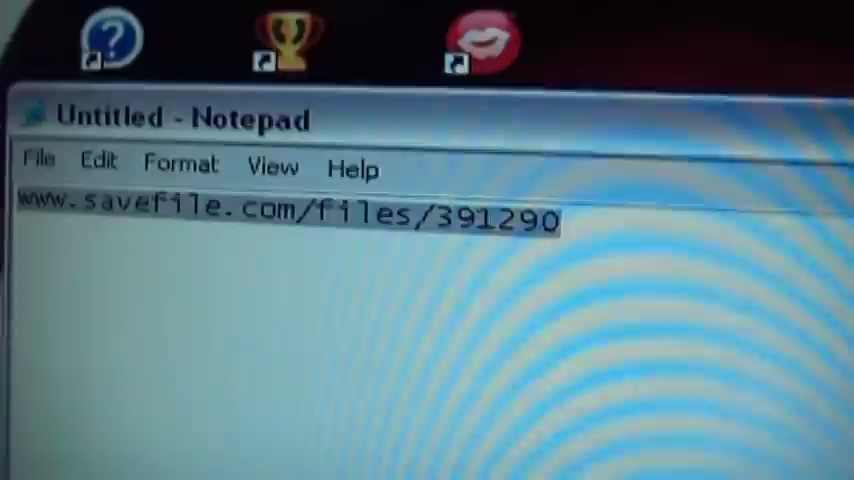 Untitled - Notepad
File Edit Format View Help
www.savefile.com/files/391290